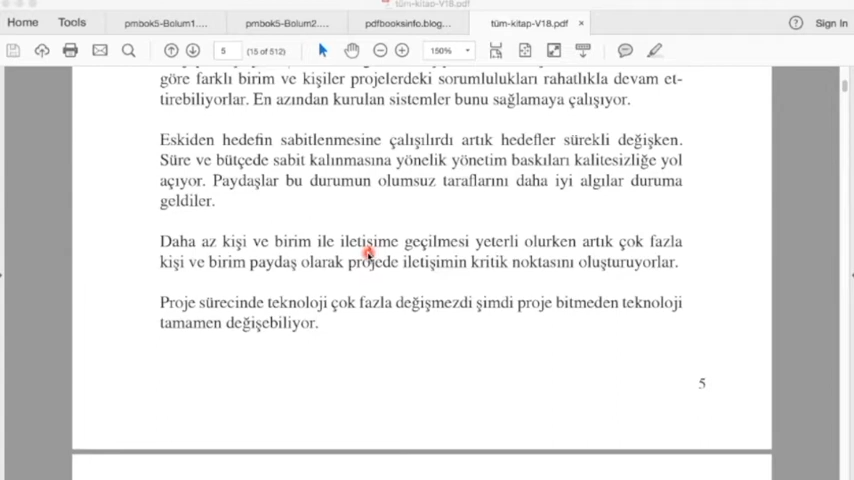 tüm-kitap-V18.pdf
Home Tools pmbok5-Bolum1.... pmbok5-Bolum2.... pdfbooksinfo.blog... tüm-kitap-V18.pdf × ? Sign In
5 (15 of 512) 150%
göre farklı birim ve kişiler projelerdeki sorumlulukları rahatlıkla devam et-
tirebiliyorlar. En azından kurulan sistemler bunu sağlamaya çalışıyor.
Eskiden hedefin sabitlenmesine çalışılırdı artık hedefler sürekli değişken.
Süre ve bütçede sabit kalınmasına yönelik yönetim baskıları kalitesizliğe yol
açıyor. Paydaşlar bu durumun olumsuz taraflarını daha iyi algılar duruma
geldiler.
Daha az kişi ve birim ile iletişime geçilmesi yeterli olurken artık çok fazla
kişi ve birim paydaş olarak projede iletişimin kritik noktasını oluşturuyorlar.
Proje sürecinde teknoloji çok fazla değişmezdi şimdi proje bitmeden teknoloji
tamamen değişebiliyor.
5